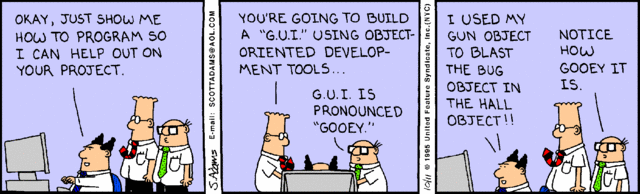 OKAY, JUST SHOW ME
HOW TO PROGRAM SO
I CAN HELP OUT ON
YOUR PROJECT.
S.Adams E-mail: SCOTTADAMS@AOL.COM
YOU'RE GOING TO BUILD
A "G.U.I." USING OBJECT-
ORIENTED DEVELOP-
MENT TOOLS...
G.U.I. IS
PRONOUNCED
"GOOEY."
© 1995 United Feature Syndicate, Inc.(NYC)
I USED MY
GUN OBJECT
TO BLAST
THE BUG
OBJECT IN
THE HALL
OBJECT!!
NOTICE
HOW
GOOEY IT
IS.